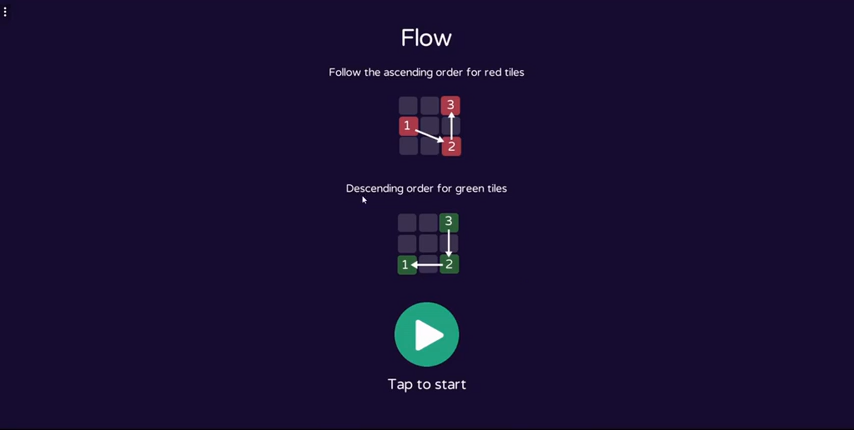 Flow
Follow the ascending order for red tiles
3
1
2
Descending order for green tiles
3
1 2
Tap to start